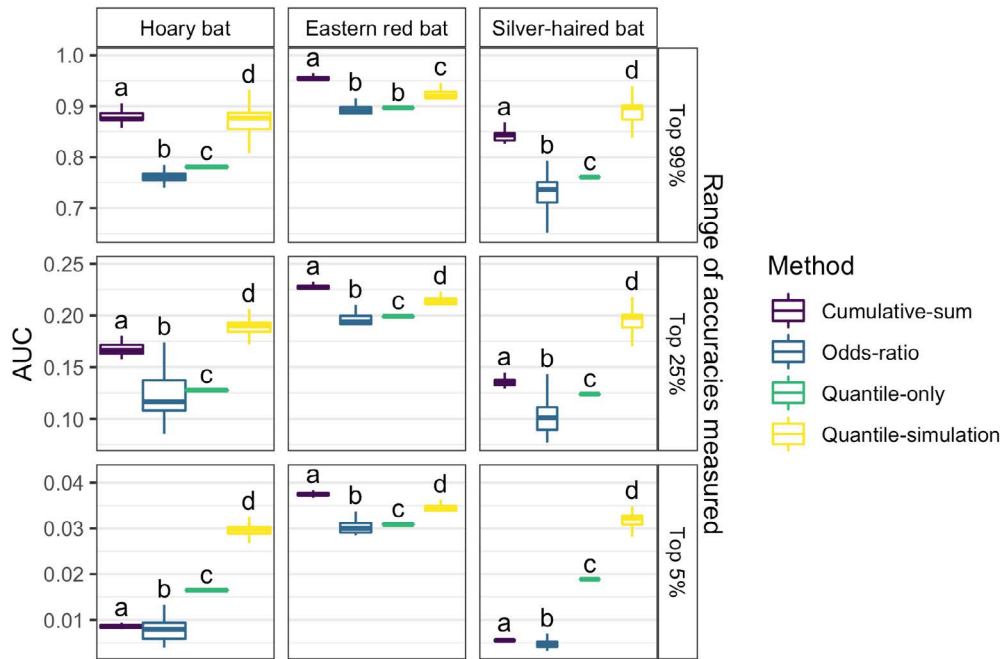 Hoary bat
Eastern red bat
Silver-haired bat
1.0
0.9
0.8
0.7
a
b
c
d
a
b
b
c
a
b
c
d
Top 99%
0.25
0.20
0.15
0.10
a
b
c
d
a
b
c
d
a
b
c
d
Top 25%
0.04
0.03
0.02
0.01
a
b
c
d
a
b
c
d
a
b
c
d
Top 5%
AUC
Range of accuracies measured
Method
Cumulative-sum
Odds-ratio
Quantile-only
Quantile-simulation